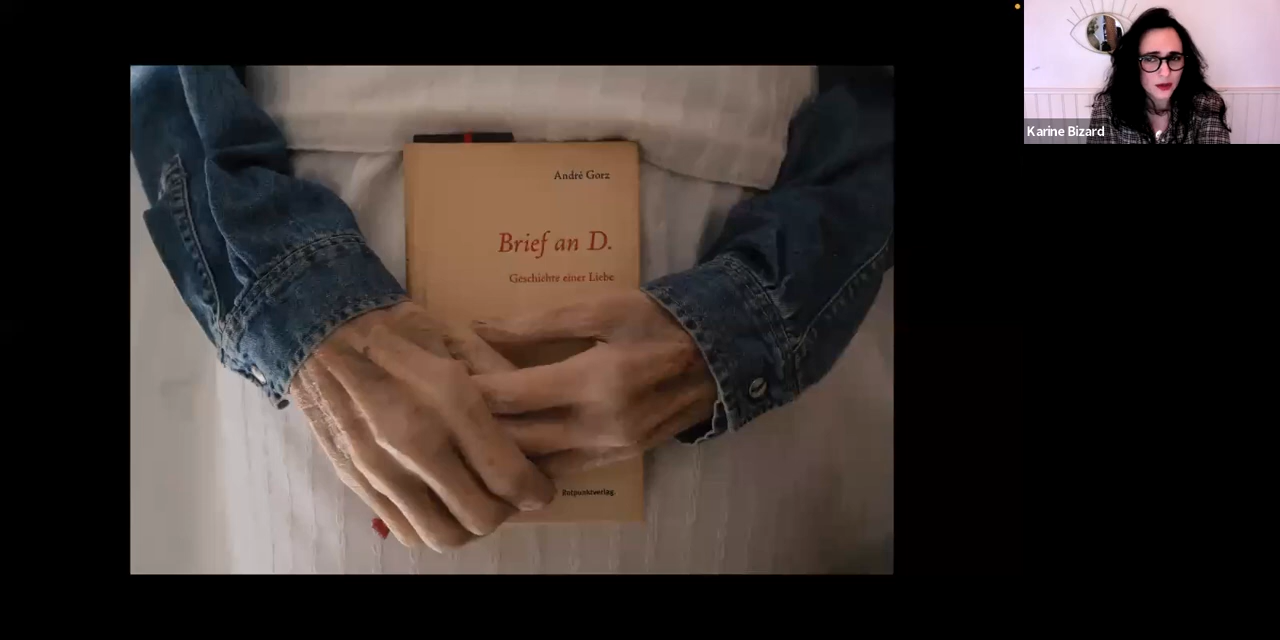 André Gorz
Brief an D.
Geschichte einer Liebe
Rotpunktverlag.
Karine Bizard